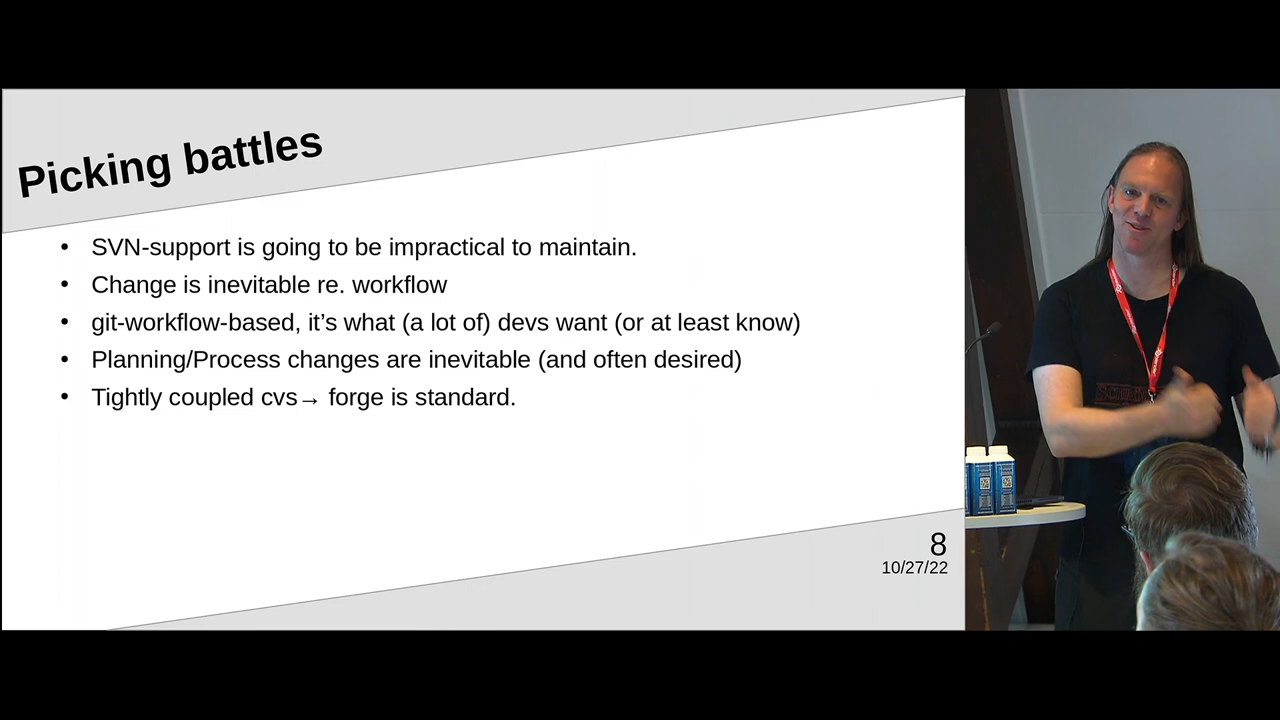 Picking battles
• SVN-support is going to be impractical to maintain.
• Change is inevitable re. workflow
• git-workflow-based, it’s what (a lot of) devs want (or at least know)
• Planning/Process changes are inevitable (and often desired)
• Tightly coupled cvs→ forge is standard.
8
10/27/22